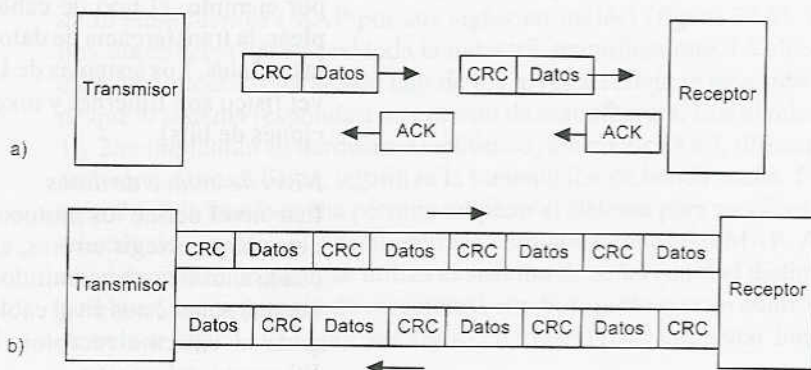 Transmisor
CRC Datos
CRC Datos
Receptor
ACK
ACK
a)
Transmisor
CRC Datos CRC Datos CRC Datos CRC Datos
Receptor
Datos CRC Datos CRC Datos CRC Datos CRC
b)